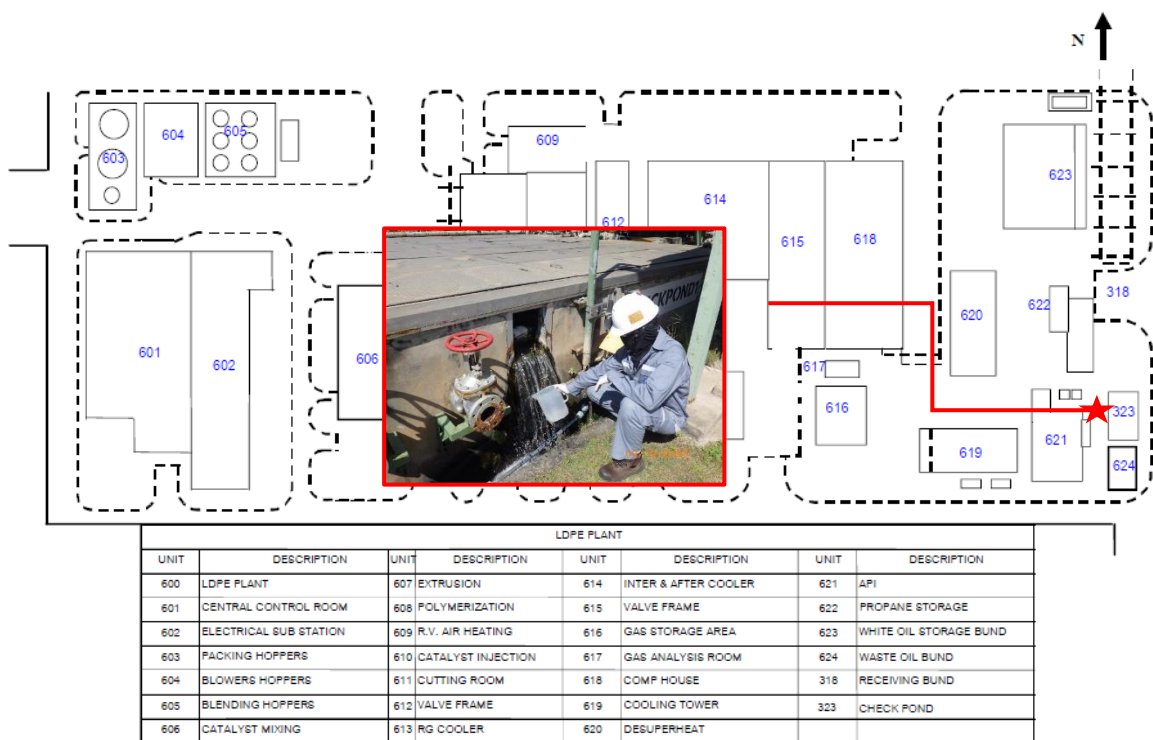 N
603
604
605
609
612
614
615
618
623
318
622
620
601
602
606
CKPOND1
617
616
323
621
619
624
LDPE PLANT
UNIT DESCRIPTION UNIT DESCRIPTION UNIT DESCRIPTION UNIT DESCRIPTION
600 LDPE PLANT 607 EXTRUSION 614 INTER & AFTER COOLER 621 API
601 CENTRAL CONTROL ROOM 608 POLYMERIZATION 615 VALVE FRAME 622 PROPANE STORAGE
602 ELECTRICAL SUB STATION 609 R.V. AIR HEATING 616 GAS STORAGE AREA 623 WHITE OIL STORAGE BUND
603 PACKING HOPPERS 610 CATALYST INJECTION 617 GAS ANALYSIS ROOM 624 WASTE OIL BUND
604 BLOWERS HOPPERS 611 CUTTING ROOM 618 COMP HOUSE 318 RECEIVING BUND
605 BLENDING HOPPERS 612 VALVE FRAME 619 COOLING TOWER 323 CHECK POND
606 CATALYST MIXING 613 RG COOLER 620 DESUPERHEAT